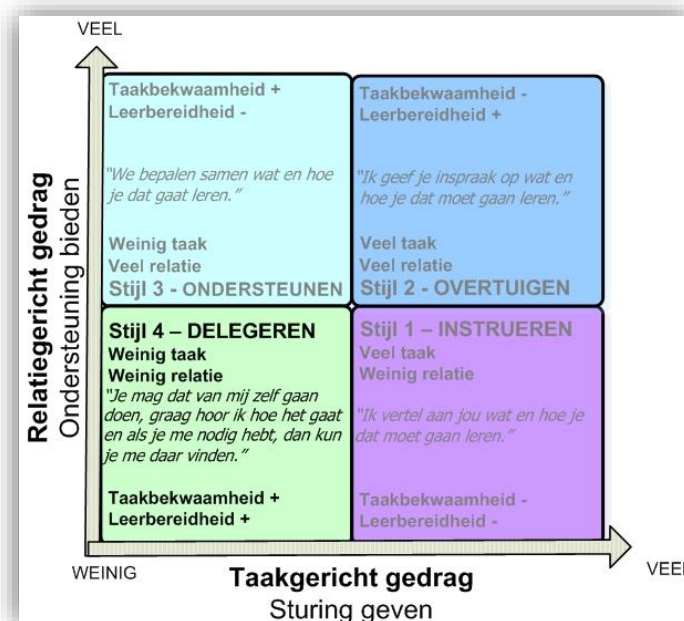 VEEL
Relatiegericht gedrag
Ondersteuning bieden
Taakbekwaamheid +
Leerbereidheid -
"We bepalen samen wat en hoe
je dat gaat leren."
Weinig taak
Veel relatie
Stijl 3 - ONDERSTEUNEN
Taakbekwaamheid -
Leerbereidheid +
"Ik geef je inspraak op wat en
hoe je dat moet gaan leren."
Veel taak
Veel relatie
Stijl 2 - OVERTUIGEN
Stijl 4 – DELEGEREN
Weinig taak
Weinig relatie
"Je mag dat van mij zelf gaan
doen, graag hoor ik hoe het gaat
en als je me nodig hebt, dan kun
je me daar vinden."
Taakbekwaamheid +
Leerbereidheid +
Stijl 1 – INSTRUEREN
Veel taak
Weinig relatie
"Ik vertel aan jou wat en hoe je
dat moet gaan leren."
Taakbekwaamheid -
Leerbereidheid -
WEINIG
Taakgericht gedrag
Sturing geven
VEEL